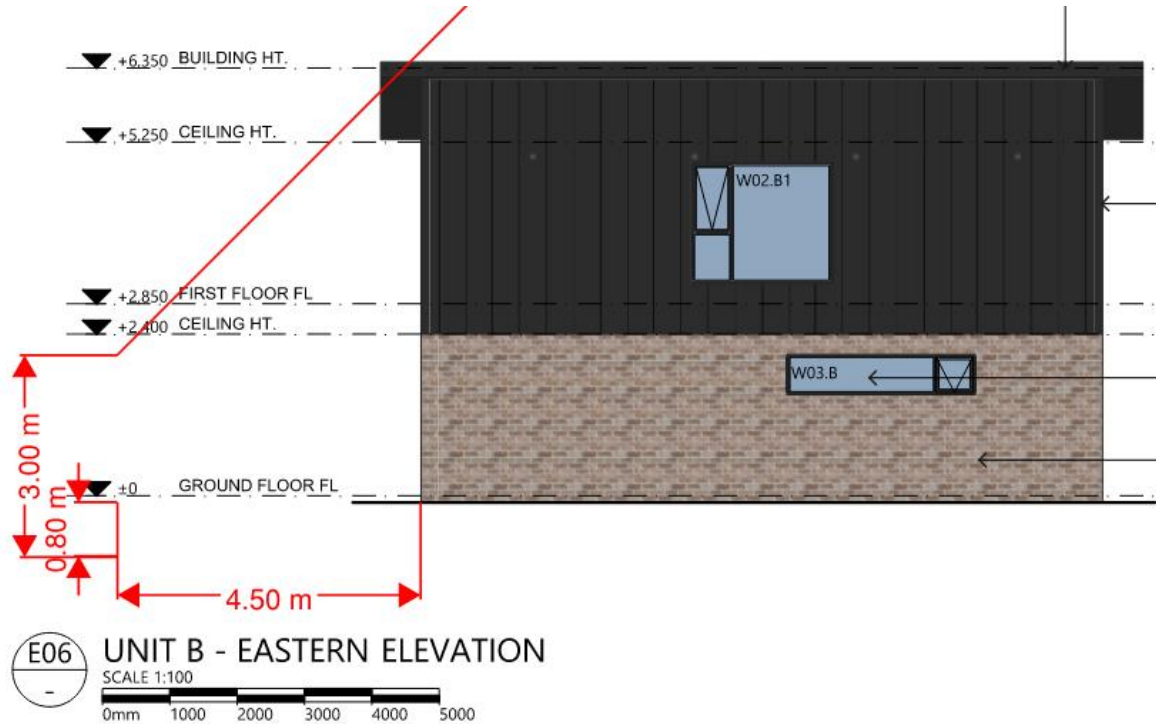 +6,350 BUILDING HT.
+5,250 CEILING HT.
W02.B1
+2,850 FIRST FLOOR FL
+2,400 CEILING HT.
W03.B
3.00 m
±0 GROUND FLOOR FL
0.80 m
4.50 m
E06
-
UNIT B - EASTERN ELEVATION
SCALE 1:100
0mm 1000 2000 3000 4000 5000